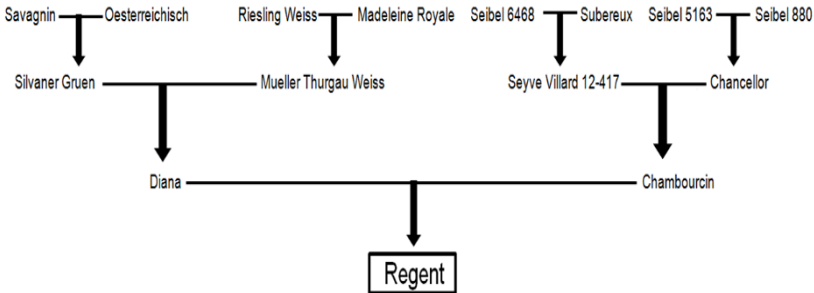 Savagnin Oesterreichisch Riesling Weiss Madeleine Royale Seibel 6468 Subereux Seibel 5163 Seibel 880
Silvaner Gruen Mueller Thurgau Weiss Seyve Villard 12-417 Chancellor
Diana Chambourcin
Regent